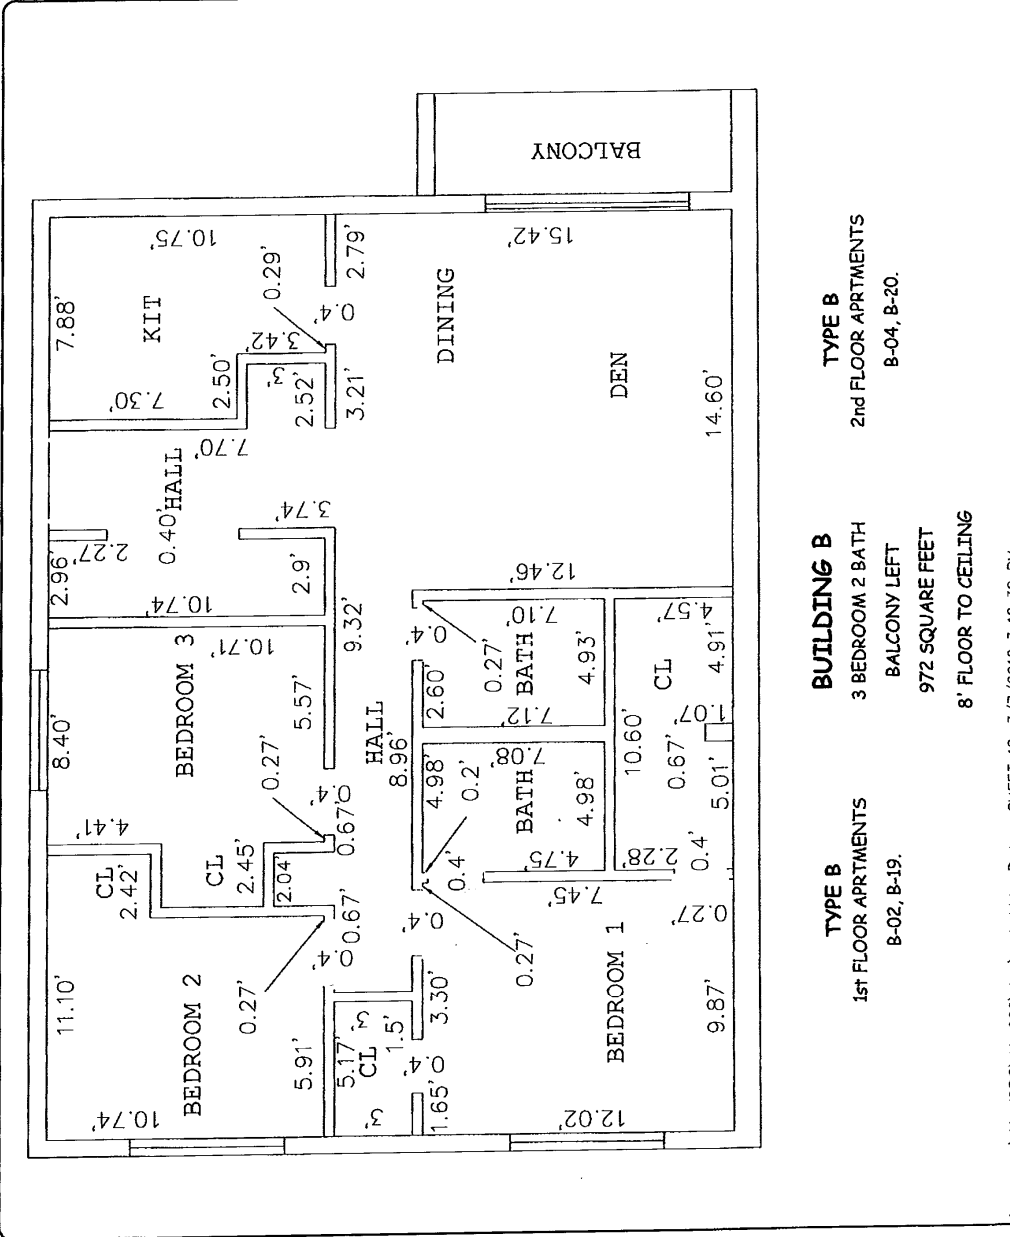 11.10'
8.40'
2.96'
7.88'
10.74'
BEDROOM 2
0.27'
5.91'
CL
2.42'
4.41'
CL
2.45'
2.04'
BEDROOM 3
0.27'
10.71'
5.57'
10.74'
2.27'
0.40'
HALL
2.9'
3.74'
7.70'
7.30'
KIT
10.75'
2.50'
3.42'
3'
2.52'
0.29'
0.4'
0.67'
0.67'
0.4'
9.32'
3.21'
0.4'
2.79'
5.17'
CL
3'
3'
1.5'
HALL
8.96'
1.65'
0.4'
3.30'
0.4'
4.98'
0.4'
0.2'
2.60'
0.4'
0.27'
0.27'
DINING
BATH
7.08'
4.98'
4.75'
BATH
7.10'
7.12'
4.93'
12.46'
15.42'
BALCONY
DEN
BEDROOM 1
12.02'
7.45'
9.87'
0.27'
2.28'
0.4'
10.60'
0.67'
CL
1.07'
5.01'
4.91'
4.57'
14.60'
TYPE B
1st FLOOR APRTMENTS
B-02, B-19.
BUILDING B
3 BEDROOM 2 BATH
BALCONY LEFT
972 SQUARE FEET
8' FLOOR TO CEILING
TYPE B
2nd FLOOR APRTMENTS
B-04, B-20.